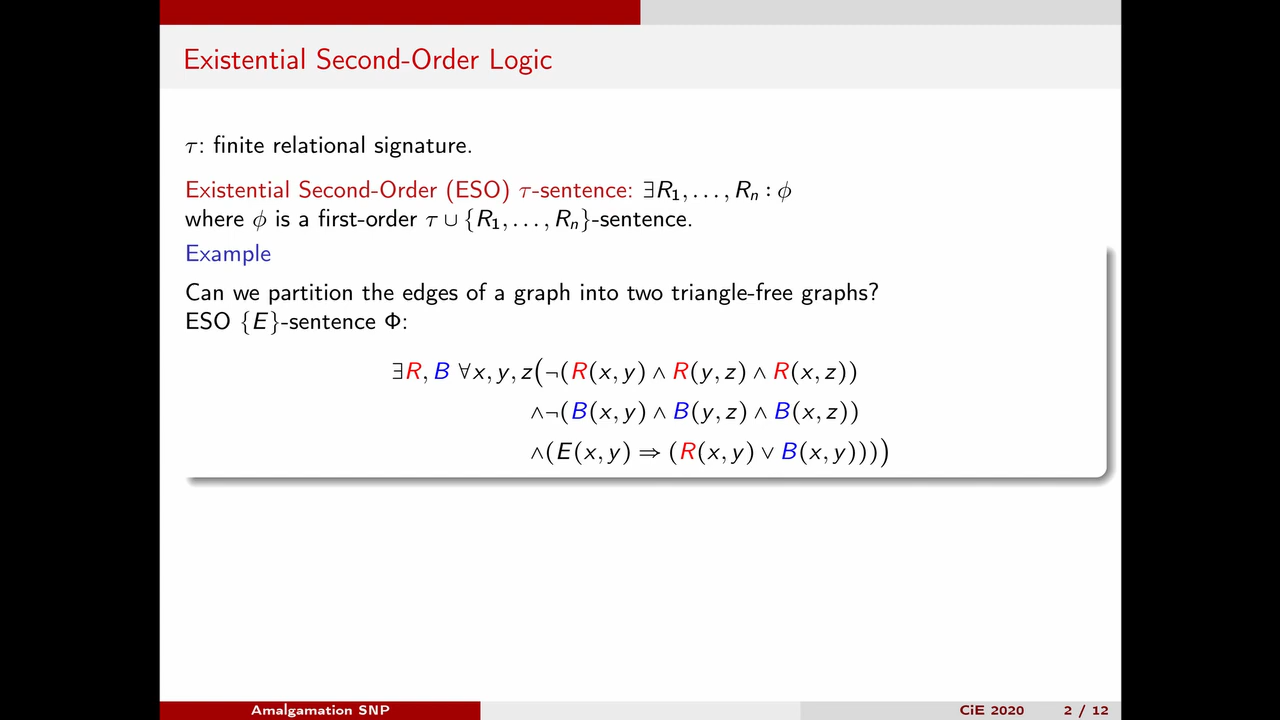 Existential Second-Order Logic
τ: finite relational signature.
Existential Second-Order (ESO) τ-sentence: ∃R₁, . . . , Rₙ : ϕ
where ϕ is a first-order τ ∪ {R₁, . . . , Rₙ}-sentence.
Example
Can we partition the edges of a graph into two triangle-free graphs?
ESO {E}-sentence Φ:
∃R, B ∀x, y, z(¬(R(x, y) ∧ R(y, z) ∧ R(x, z))
∧¬(B(x, y) ∧ B(y, z) ∧ B(x, z))
∧(E(x, y) ⇒ (R(x, y) ∨ B(x, y))))
Amalgamation SNP CiE 2020 2 / 12